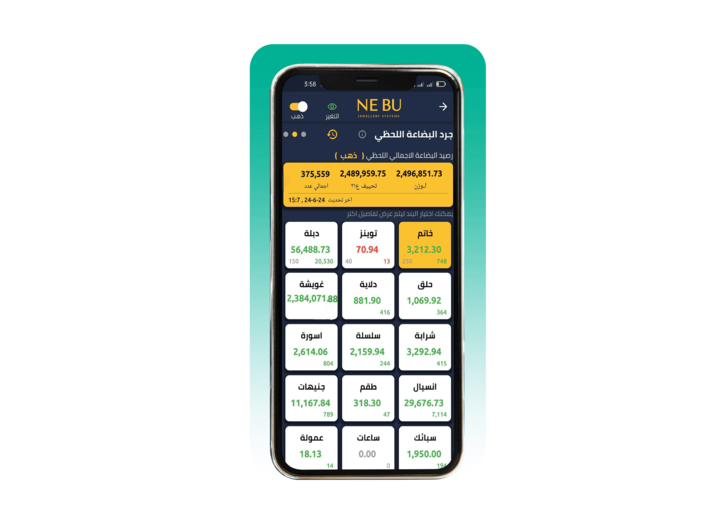 3:58
NE BU
JEWELLERY SYSTEMS
ذهب
التغير
جرد البضاعة اللحظي
رصيد البضاعة الاجمالي اللحظي ( ذهب )
2,496,851.73 2,489,959.75 375,559
الوزن تحييف ع٢١ اجمالي عدد
اخر تحديث 24-6-24 , 15:7
يمكنك اختيار البند ليتم عرض تفاصيل اكثر
خاتم توينز دبلة
3,212.30 70.94 56,488.73
250 748 40 13 150 20,530
حلق دلاية غويشة
1,069.92 881.90 2,384,071.88
364 416
شرابة سلسلة اسورة
3,292.94 2,159.94 2,614.06
415 244 804
انسيال طقم جنيهات
29,676.73 318.30 11,167.84
7,114 47 789
سبائك ساعات عمولة
1,950.00 0.00 18.13
194 0 14